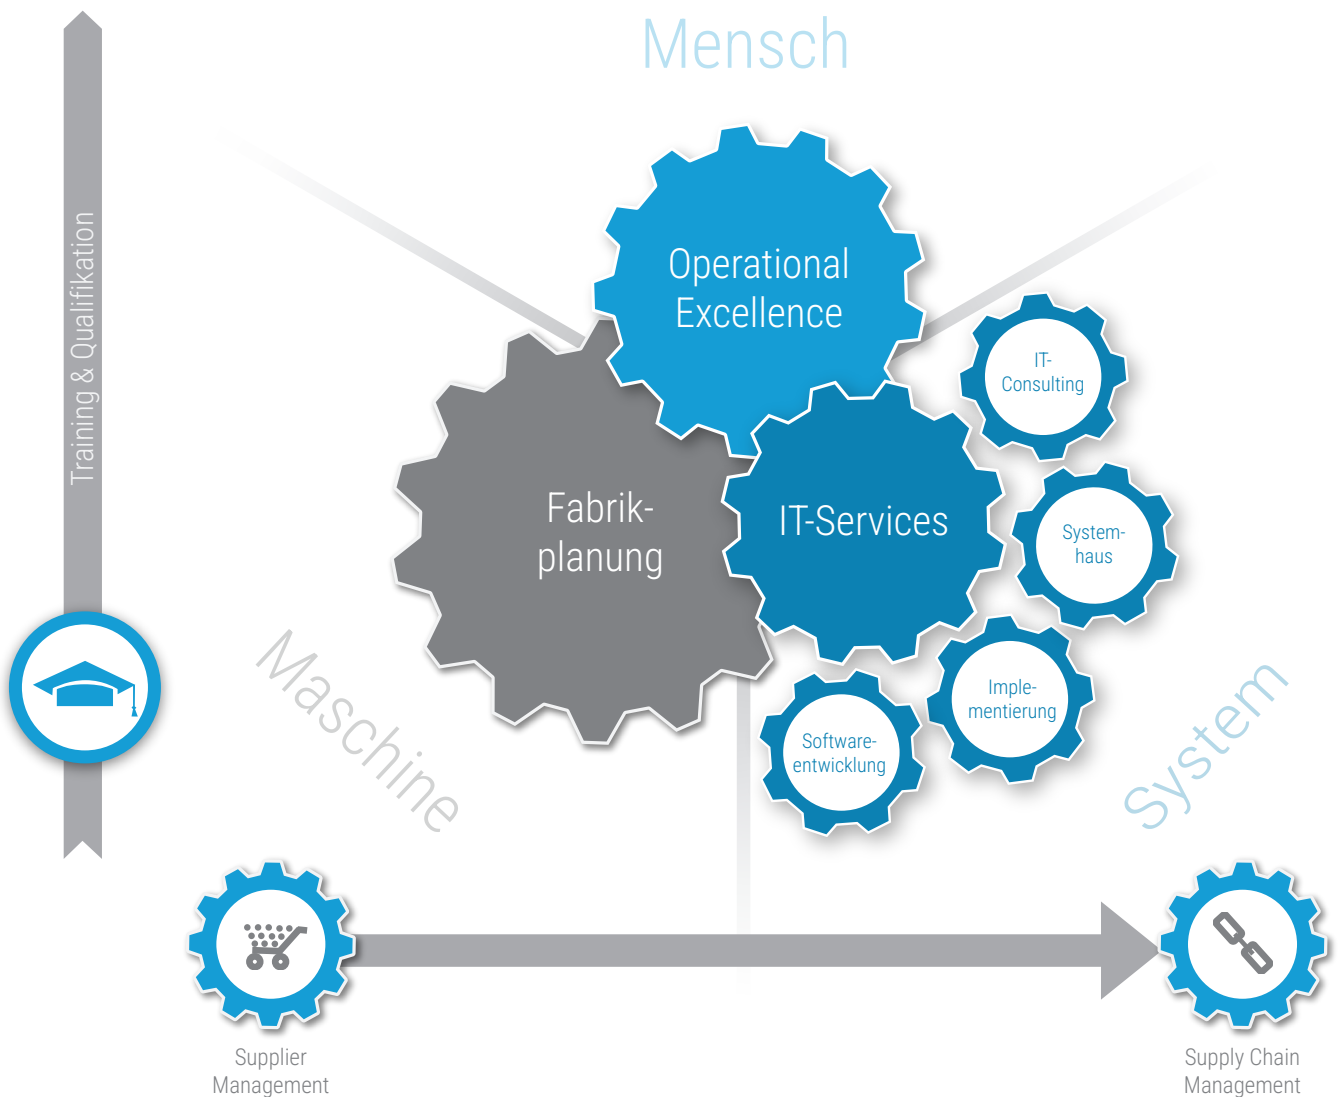 Mensch
Training & Qualifikation
Operational
Excellence
IT-
Consulting
Fabrik-
planung
IT-Services
System-
haus
Imple-
mentierung
Software-
entwicklung
Maschine
System
Supplier
Management
Supply Chain
Management